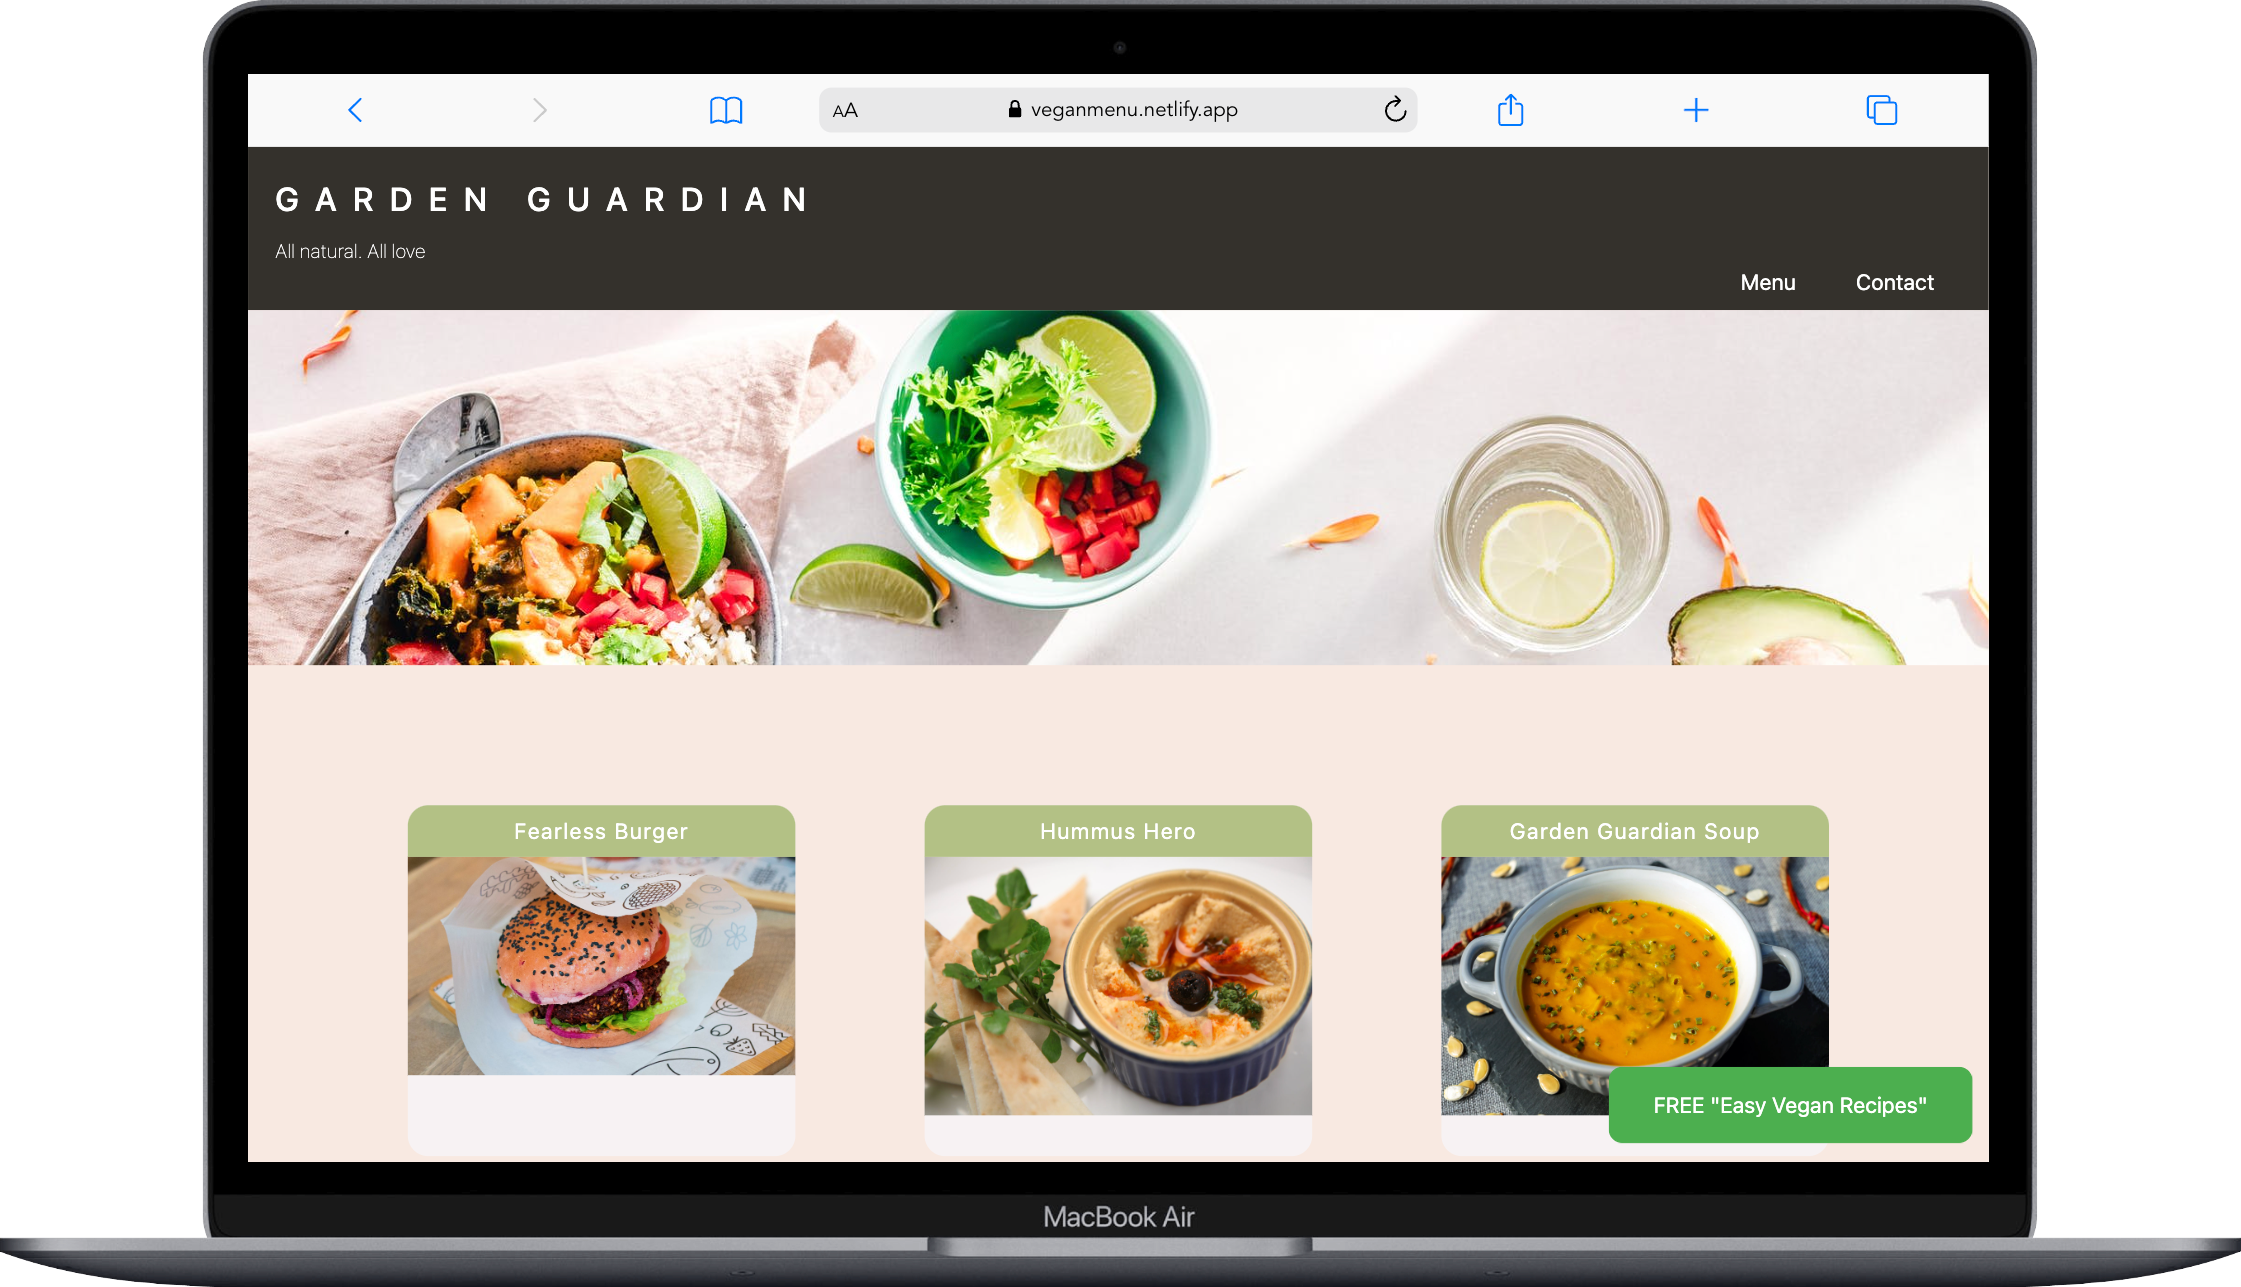 AA
veganmenu.netlify.app
GARDEN GUARDIAN
All natural. All love
Menu
Contact
Fearless Burger
Hummus Hero
Garden Guardian Soup
FREE "Easy Vegan Recipes"
MacBook Air